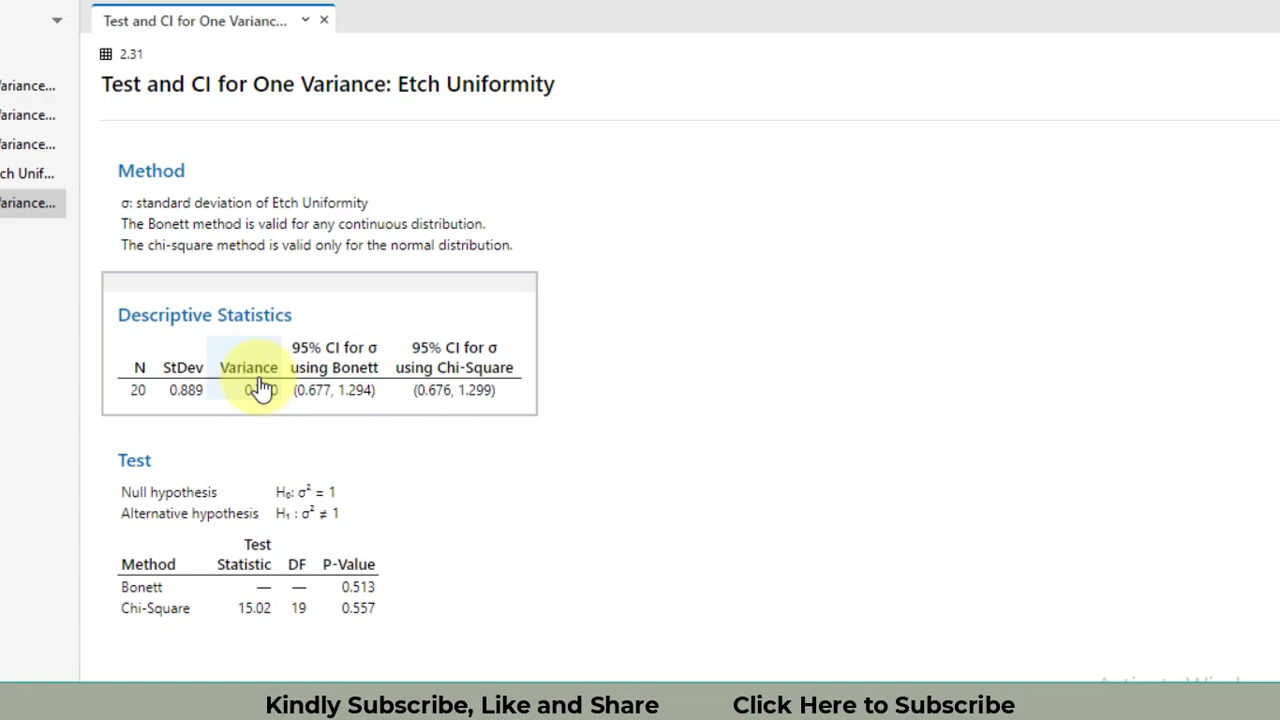 Test and CI for One Varianc...
2.31
Test and CI for One Variance: Etch Uniformity
ariance...
ariance...
ariance...
ch Unif...
ariance...
Method
σ: standard deviation of Etch Uniformity
The Bonett method is valid for any continuous distribution.
The chi-square method is valid only for the normal distribution.
Descriptive Statistics
95% CI for σ 95% CI for σ
N StDev Variance using Bonett using Chi-Square
20 0.889 (0.677, 1.294) (0.676, 1.299)
Test
Null hypothesis H₀: σ² = 1
Alternative hypothesis H₁ : σ² ≠ 1
Test
Method Statistic DF P-Value
Bonett — — 0.513
Chi-Square 15.02 19 0.557
Kindly Subscribe, Like and Share Click Here to Subscribe